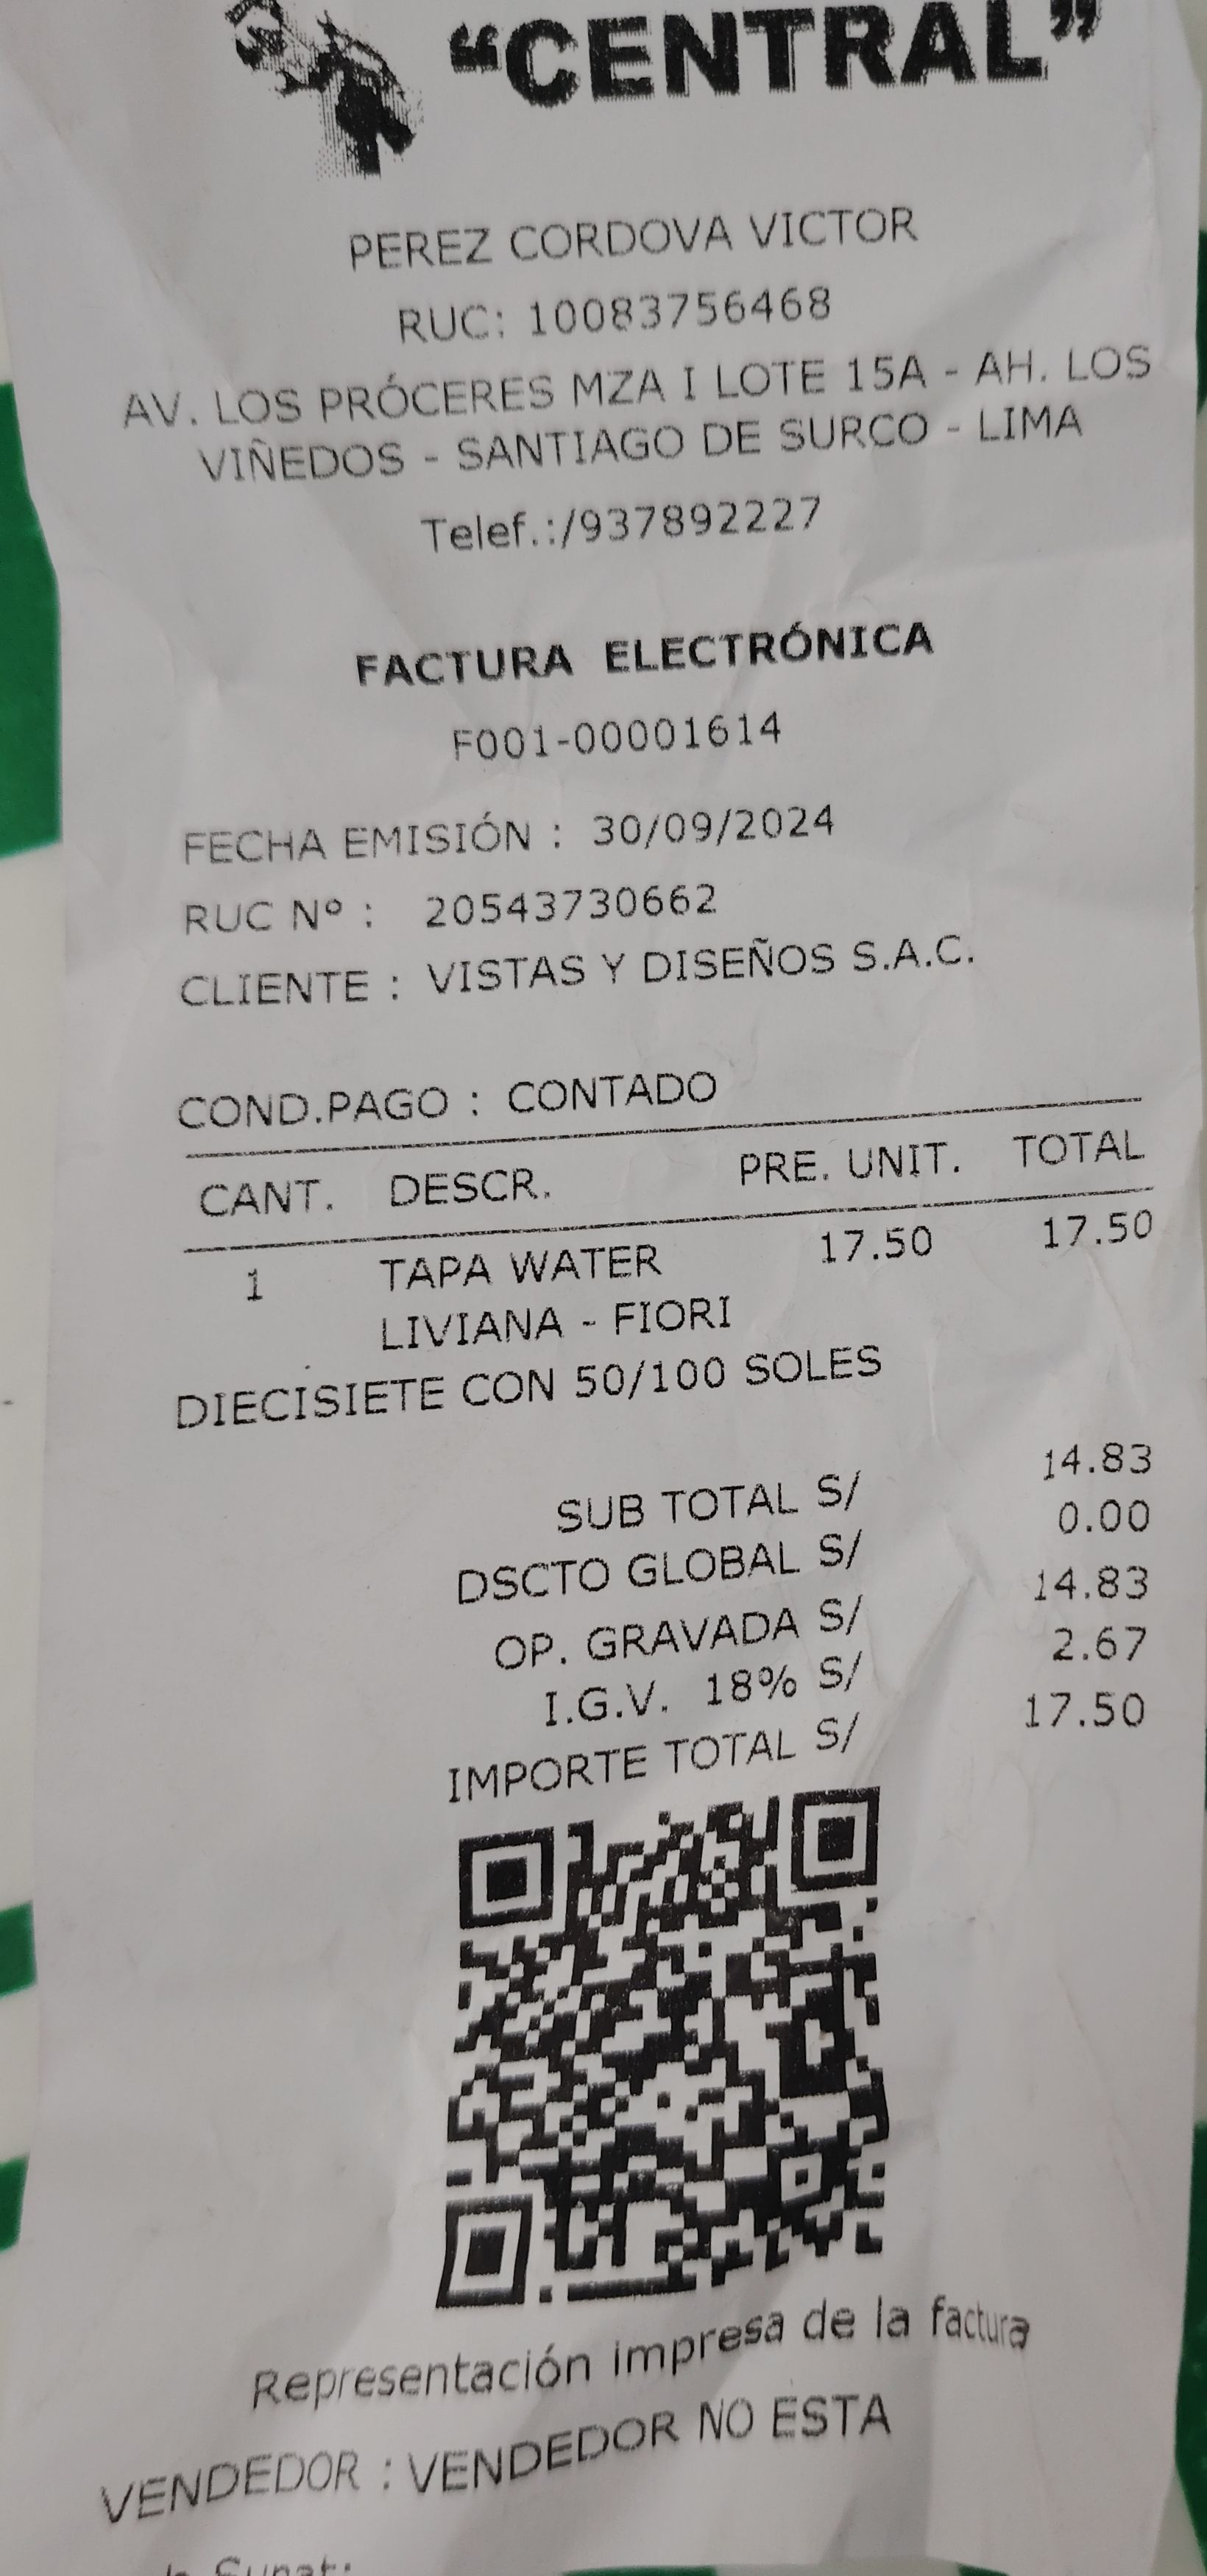 “CENTRAL”
PEREZ CORDOVA VICTOR
RUC: 10083756468
AV. LOS PRÓCERES MZA I LOTE 15A - AH. LOS
VIÑEDOS - SANTIAGO DE SURCO - LIMA
Telef.:/937892227
FACTURA ELECTRÓNICA
F001-00001614
FECHA EMISIÓN : 30/09/2024
RUC Nº : 20543730662
CLIENTE : VISTAS Y DISEÑOS S.A.C.
COND.PAGO : CONTADO
CANT. DESCR. PRE. UNIT. TOTAL
1 TAPA WATER 17.50 17.50
LIVIANA - FIORI
DIECISIETE CON 50/100 SOLES
SUB TOTAL S/ 14.83
DSCTO GLOBAL S/ 0.00
OP. GRAVADA S/ 14.83
I.G.V. 18% S/ 2.67
IMPORTE TOTAL S/ 17.50
Representación impresa de la factura
VENDEDOR : VENDEDOR NO ESTA
Sunat: